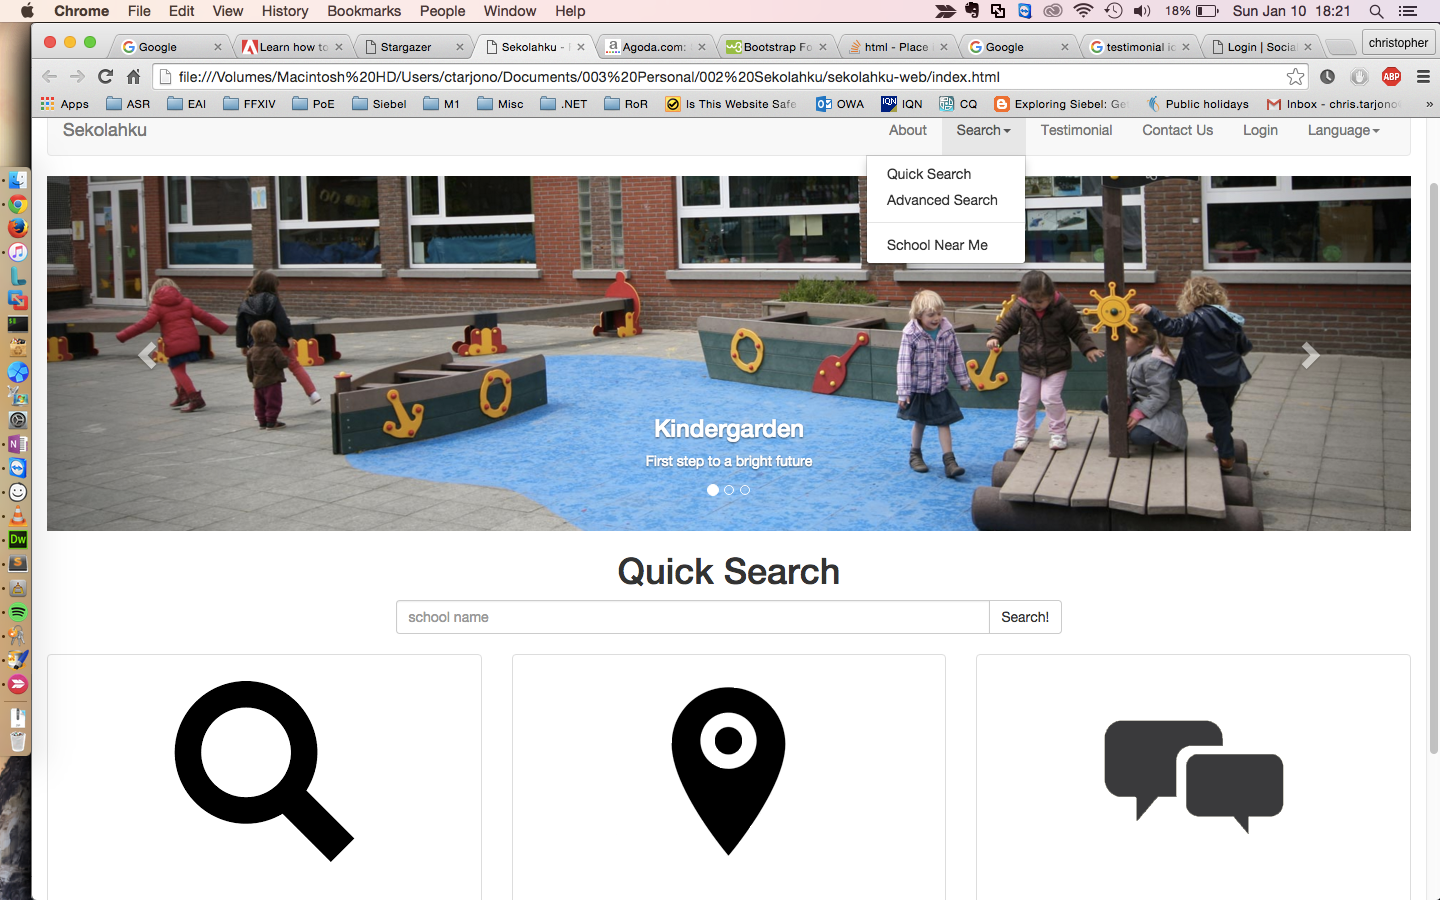 Chrome File Edit View History Bookmarks People Window Help 18% Sun Jan 10 18:21
Google Learn how to Stargazer Sekolahku - Agoda.com: Bootstrap Fo html - Place Google testimonial ic Login | Social christopher
file:///Volumes/Macintosh%20HD/Users/ctarjono/Documents/003%20Personal/002%20Sekolahku/sekolahku-web/index.html ABP
Apps ASR EAI FFXIV PoE Siebel M1 Misc .NET RoR Is This Website Safe OWA IQN CQ Exploring Siebel: Ge Public holidays Inbox - chris.tarjono »
Sekolahku About Search Testimonial Contact Us Login Language
Quick Search
Advanced Search
School Near Me
Kindergarden
First step to a bright future
Quick Search
school name Search!
Dw